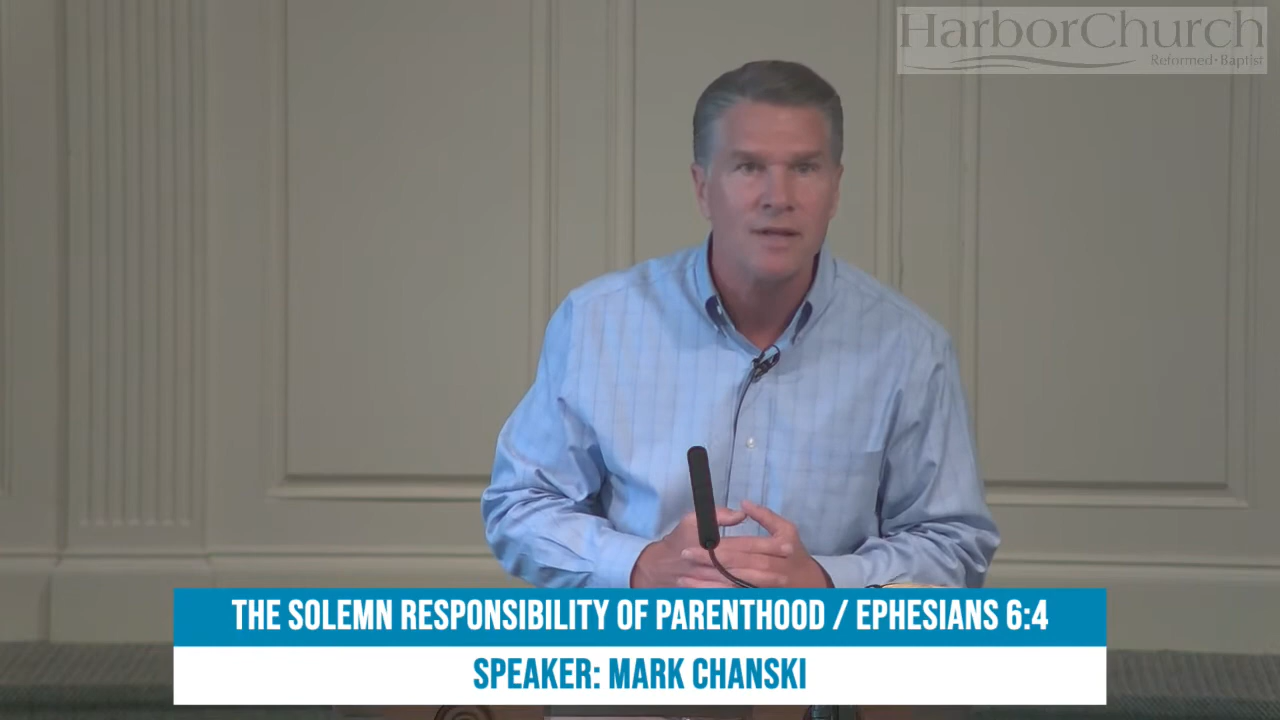 HarborChurch
Reformed•Baptist
THE SOLEMN RESPONSIBILITY OF PARENTHOOD / EPHESIANS 6:4
SPEAKER: MARK CHANSKI